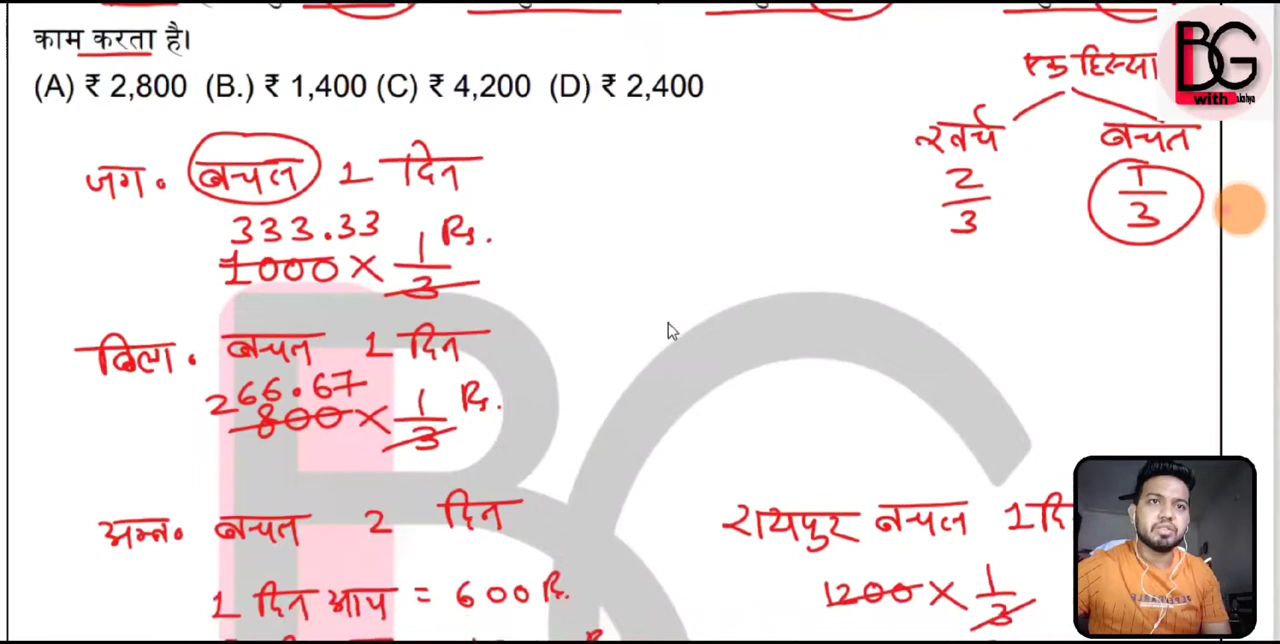 काम करता है।
(A) ₹ 2,800 (B.) ₹ 1,400 (C) ₹ 4,200 (D) ₹ 2,400
BG
with
एक हिस्सा
खर्च बचत
2/3 1/3
जग. बचत 1 दिन
333.33 Rs.
1000 × 1/3
बिला. बचत 1 दिन
266.67 Rs.
800 × 1/3
अम्न. बचत 2 दिन
1 दिन आय = 600 Rs.
रायपुर बचत 1 दि
1200 × 1/3